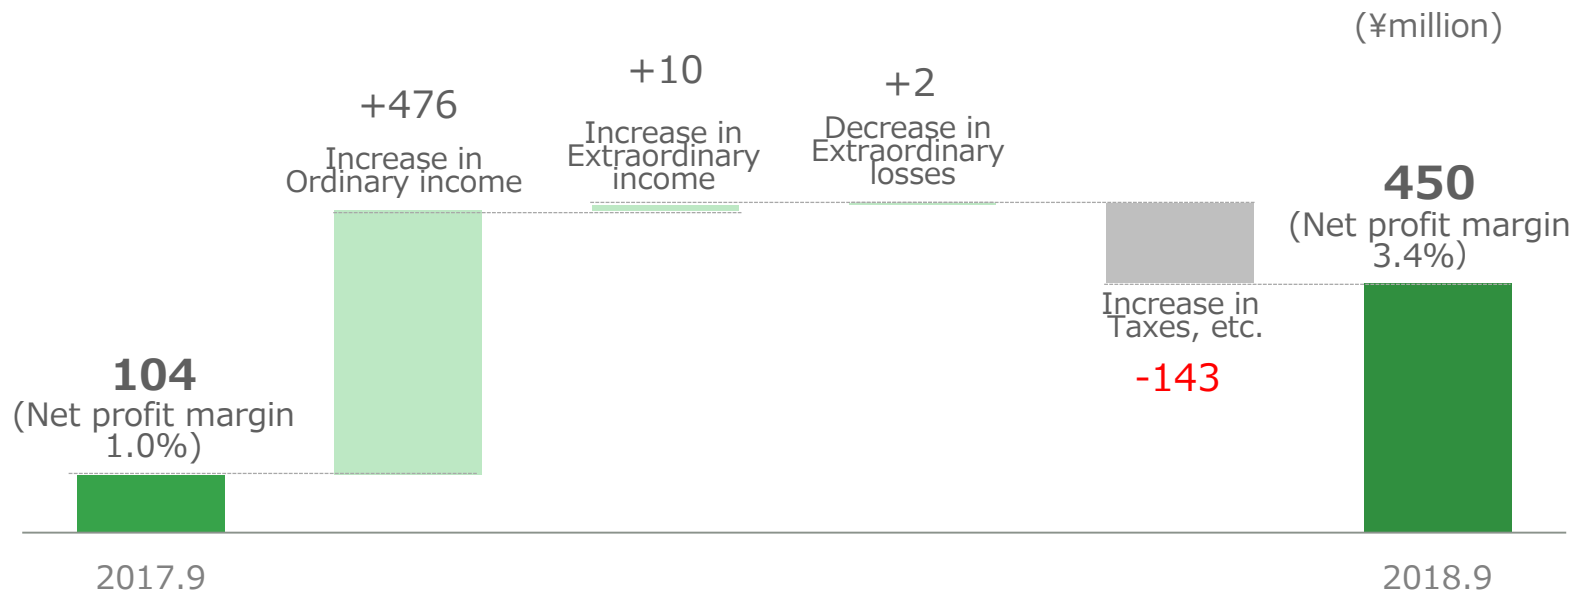 (¥million)
+476
Increase in
Ordinary income
+10
Increase in
Extraordinary
income
+2
Decrease in
Extraordinary
losses
450
(Net profit margin
3.4%)
Increase in
Taxes, etc.
-143
104
(Net profit margin
1.0%)
2017.9
2018.9